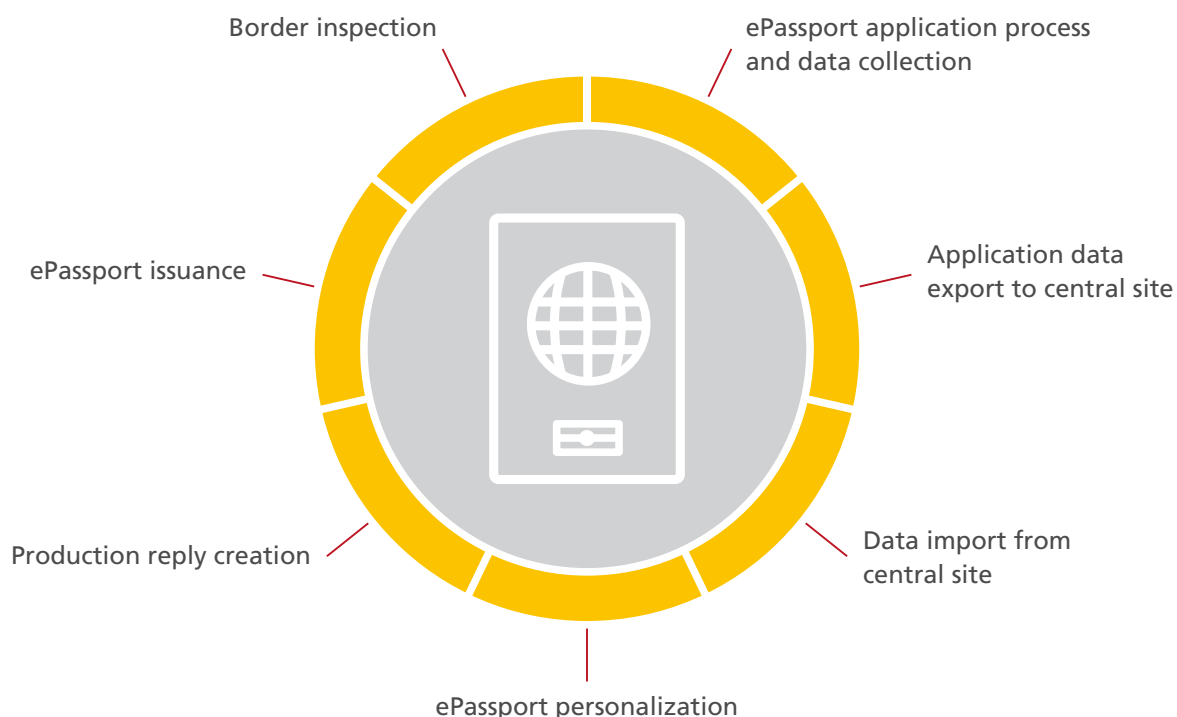 Border inspection
ePassport application process
and data collection
Application data
export to central site
ePassport issuance
Data import from
central site
Production reply creation
ePassport personalization